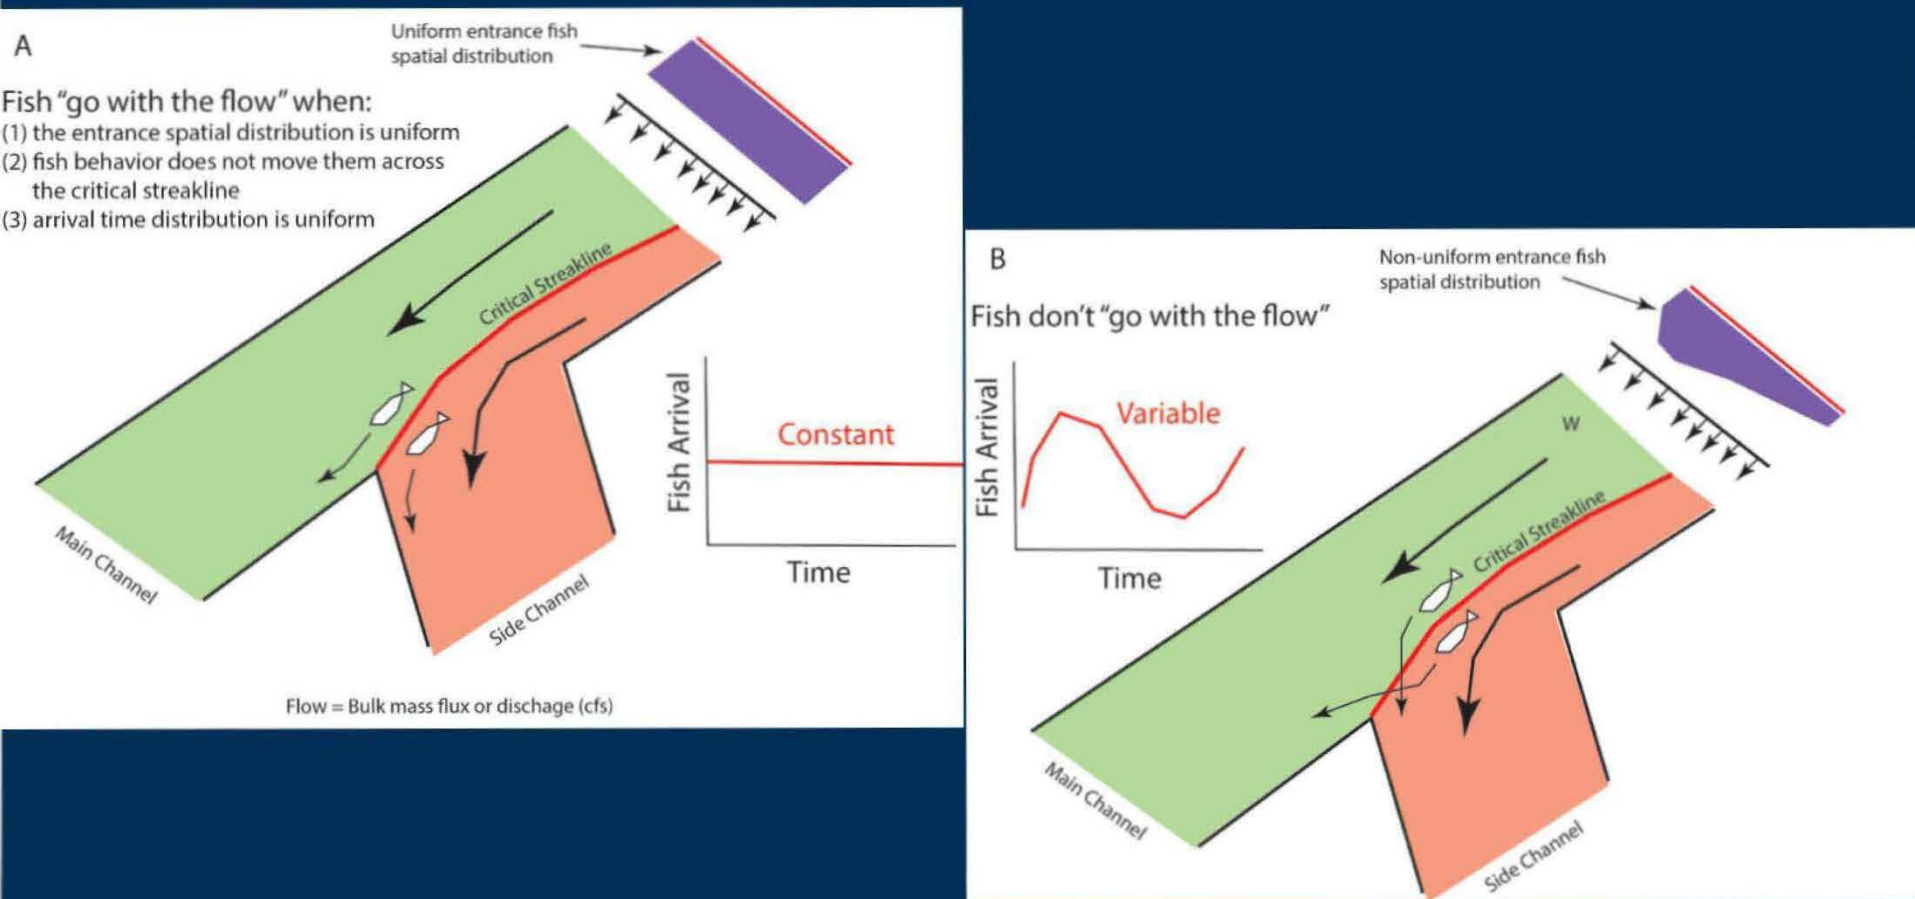 A
Uniform entrance fish
spatial distribution
Fish "go with the flow" when:
(1) the entrance spatial distribution is uniform
(2) fish behavior does not move them across
the critical streakline
(3) arrival time distribution is uniform
Critical Streakline
Fish Arrival
Constant
Time
Main Channel
Side Channel
Flow = Bulk mass flux or dischage (cfs)
B
Non-uniform entrance fish
spatial distribution
Fish don't "go with the flow"
Fish Arrival
Variable
Time
W
Critical Streakline
Main Channel
Side Channel